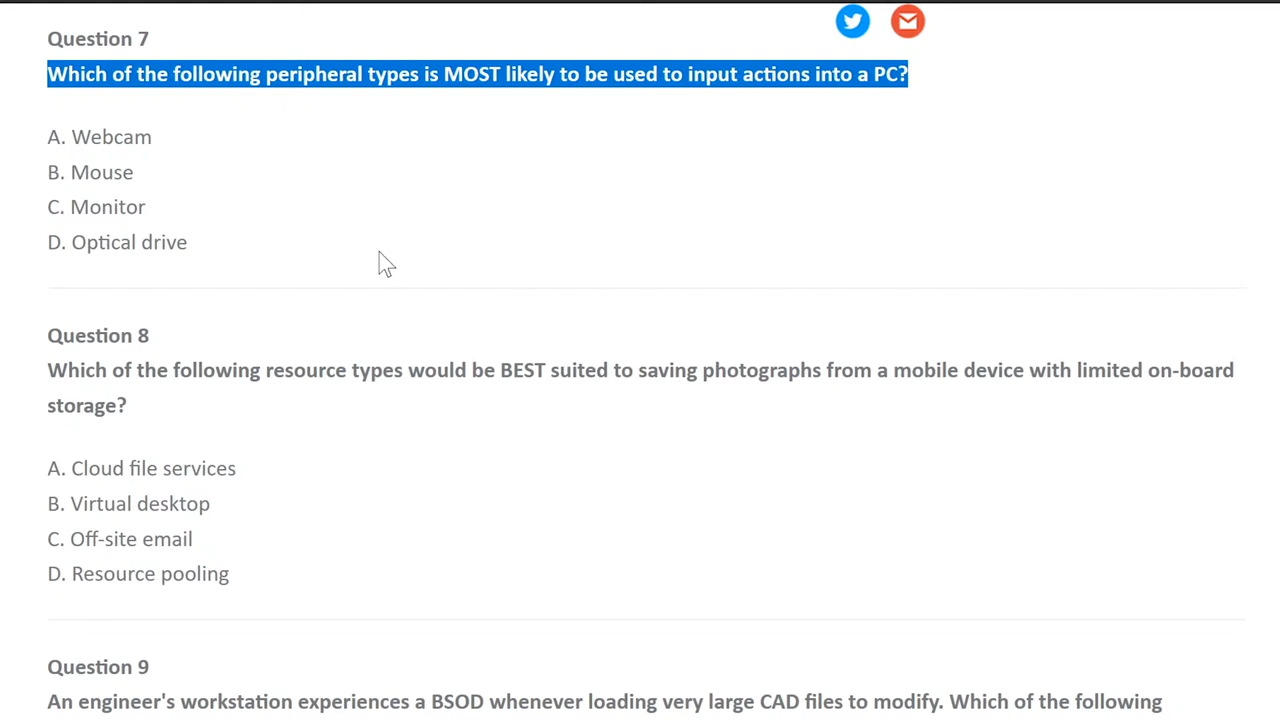 Question 7
Which of the following peripheral types is MOST likely to be used to input actions into a PC?
A. Webcam
B. Mouse
C. Monitor
D. Optical drive
Question 8
Which of the following resource types would be BEST suited to saving photographs from a mobile device with limited on-board
storage?
A. Cloud file services
B. Virtual desktop
C. Off-site email
D. Resource pooling
Question 9
An engineer's workstation experiences a BSOD whenever loading very large CAD files to modify. Which of the following